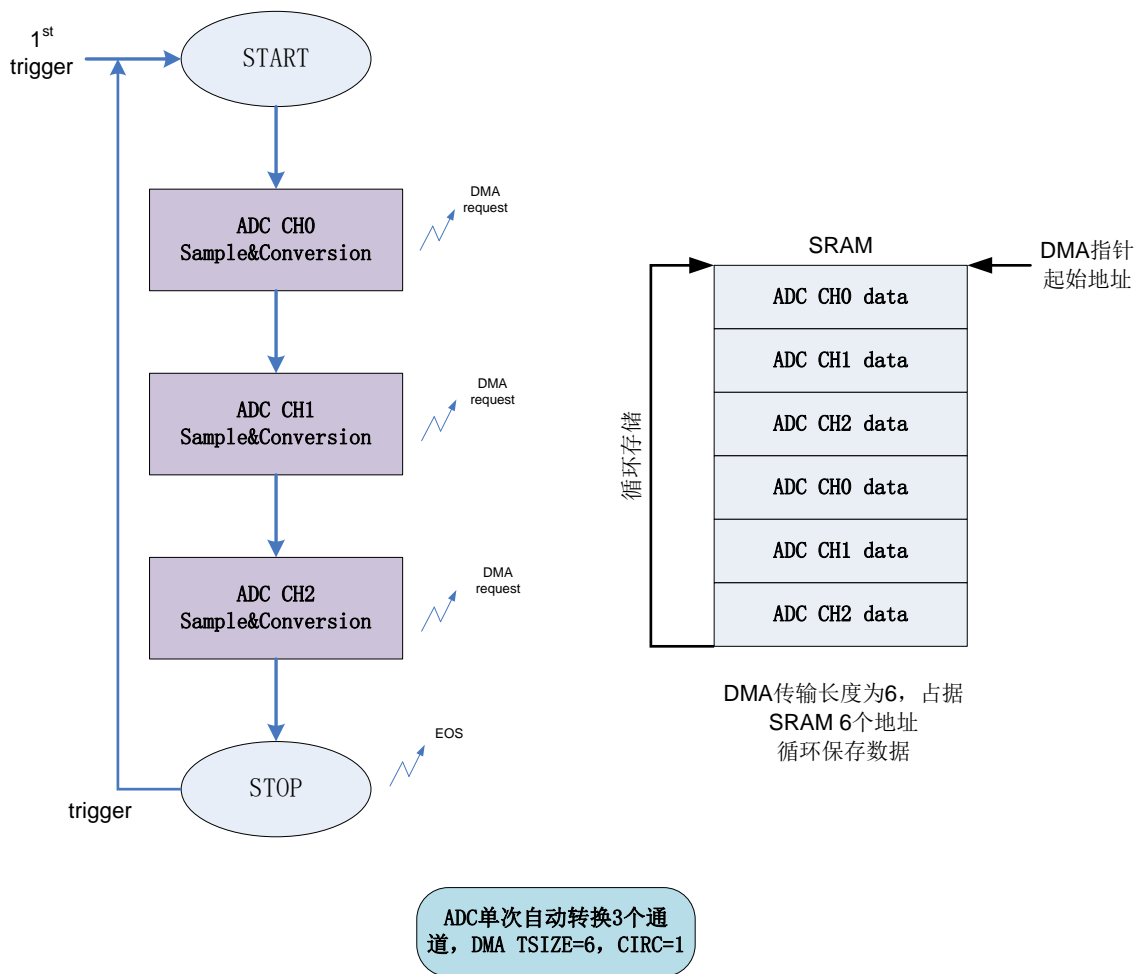 1st
trigger
START
ADC CH0
Sample&Conversion
DMA
request
ADC CH1
Sample&Conversion
DMA
request
ADC CH2
Sample&Conversion
DMA
request
STOP
EOS
trigger
SRAM
DMA指针
起始地址
ADC CH0 data
ADC CH1 data
ADC CH2 data
ADC CH0 data
ADC CH1 data
ADC CH2 data
循环存储
DMA传输长度为6，占据
SRAM 6个地址
循环保存数据
ADC单次自动转换3个通
道，DMA TSIZE=6，CIRC=1